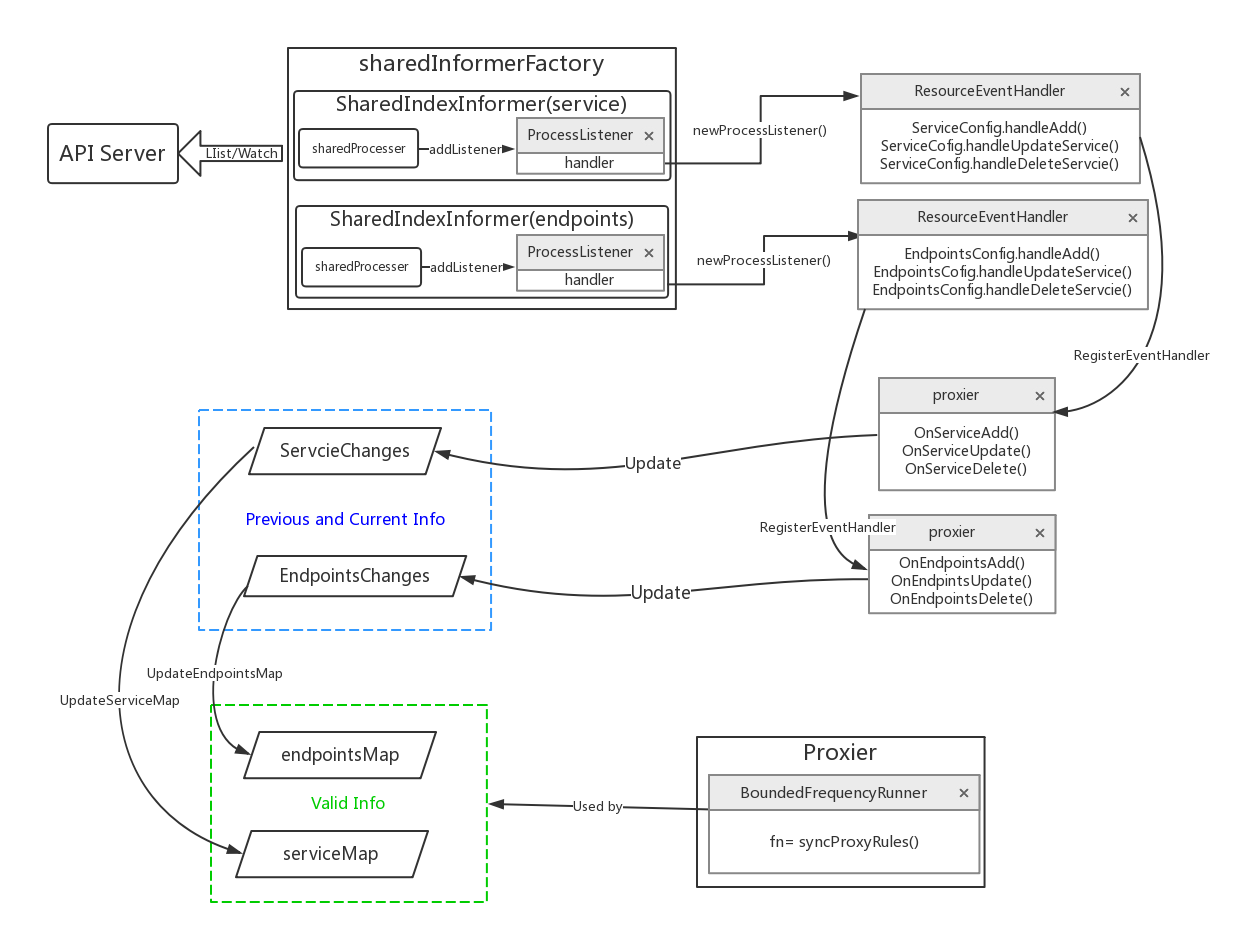 sharedInformerFactory
SharedIndexInformer(service)
API Server
LIist/Watch
sharedProcesser
addListener
ProcessListener
handler
newProcessListener()
ResourceEventHandler
ServiceConfig.handleAdd()
ServiceCofig.handleUpdateService()
ServiceConfig.handleDeleteServcie()
SharedIndexInformer(endpoints)
sharedProcesser
addListener
ProcessListener
handler
newProcessListener()
ResourceEventHandler
EndpointsConfig.handleAdd()
EndpointsCofig.handleUpdateService()
EndpointsConfig.handleDeleteServcie()
RegisterEventHandler
proxier
OnServiceAdd()
OnServiceUpdate()
OnServiceDelete()
Update
ServcieChanges
Previous and Current Info
RegisterEventHandler
proxier
OnEndpointsAdd()
OnEndpintsUpdate()
OnEndpointsDelete()
Update
EndpointsChanges
UpdateEndpointsMap
UpdateServiceMap
endpointsMap
Valid Info
serviceMap
Used by
Proxier
BoundedFrequencyRunner
fn= syncProxyRules()